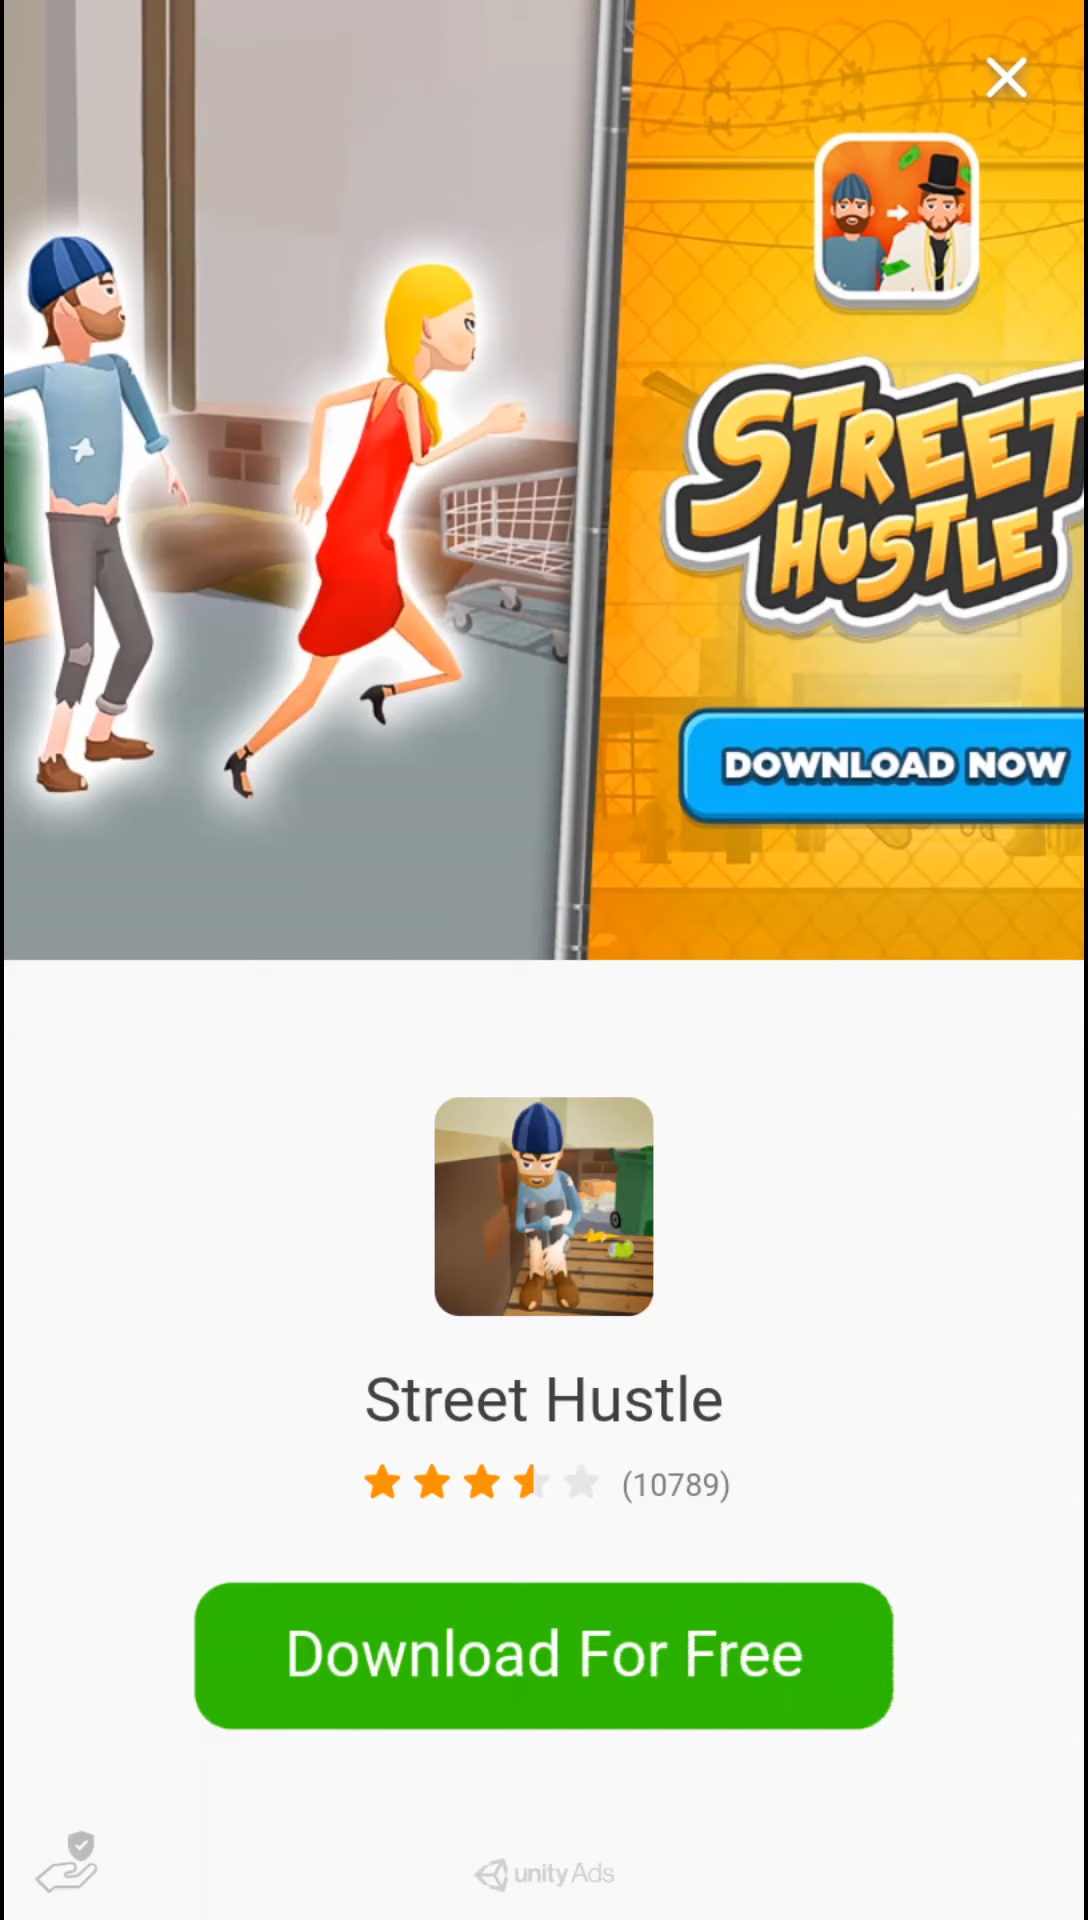 STREET
HUSTLE
DOWNLOAD NOW
Street Hustle
(10789)
Download For Free
unity Ads